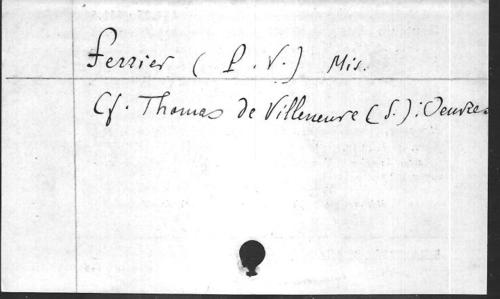 Ferrier (P. V.) Mis.
Cf. Thomas de Villeneuve (S.): Oeuvres